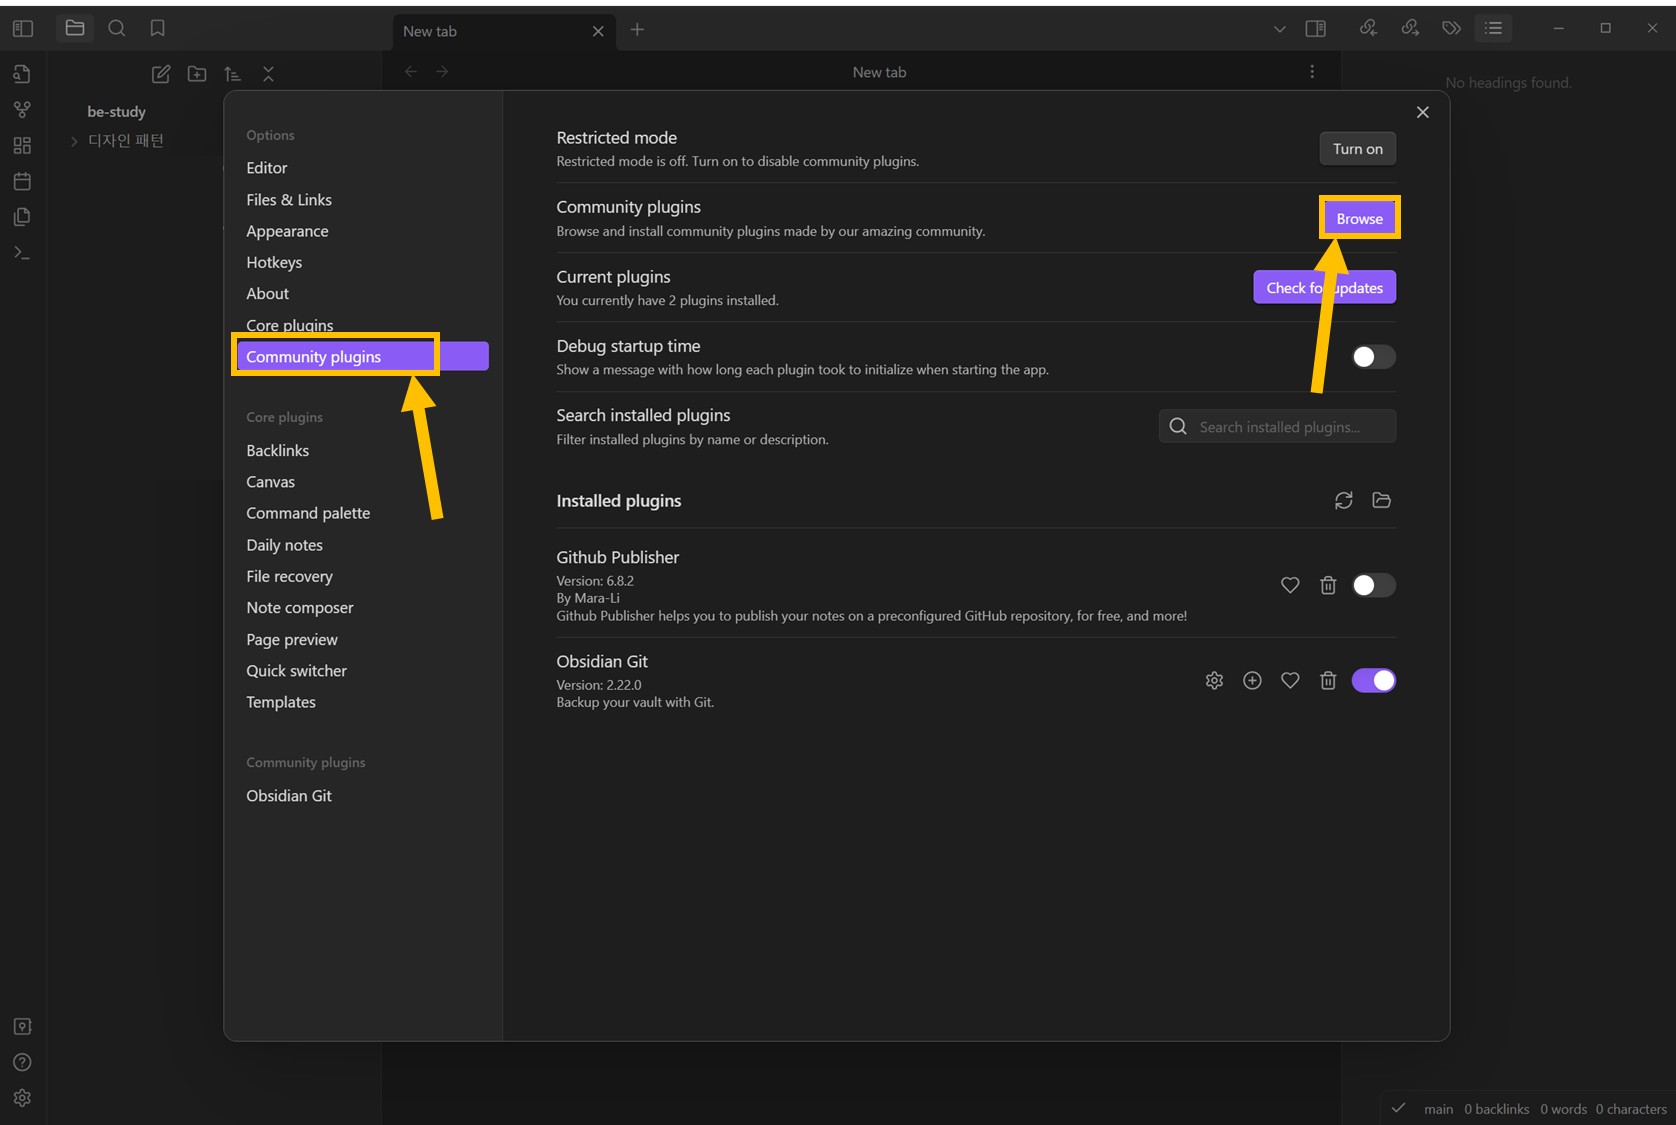 New tab
New tab
No headings found.
be-study
디자인 패턴
Options
Editor
Files & Links
Appearance
Hotkeys
About
Core plugins
Community plugins
Core plugins
Backlinks
Canvas
Command palette
Daily notes
File recovery
Note composer
Page preview
Quick switcher
Templates
Community plugins
Obsidian Git
Restricted mode
Restricted mode is off. Turn on to disable community plugins.
Turn on
Community plugins
Browse and install community plugins made by our amazing community.
Browse
Current plugins
You currently have 2 plugins installed.
Check for updates
Debug startup time
Show a message with how long each plugin took to initialize when starting the app.
Search installed plugins
Filter installed plugins by name or description.
Search installed plugins...
Installed plugins
Github Publisher
Version: 6.8.2
By Mara-Li
Github Publisher helps you to publish your notes on a preconfigured GitHub repository, for free, and more!
Obsidian Git
Version: 2.22.0
Backup your vault with Git.
main 0 backlinks 0 words 0 characters